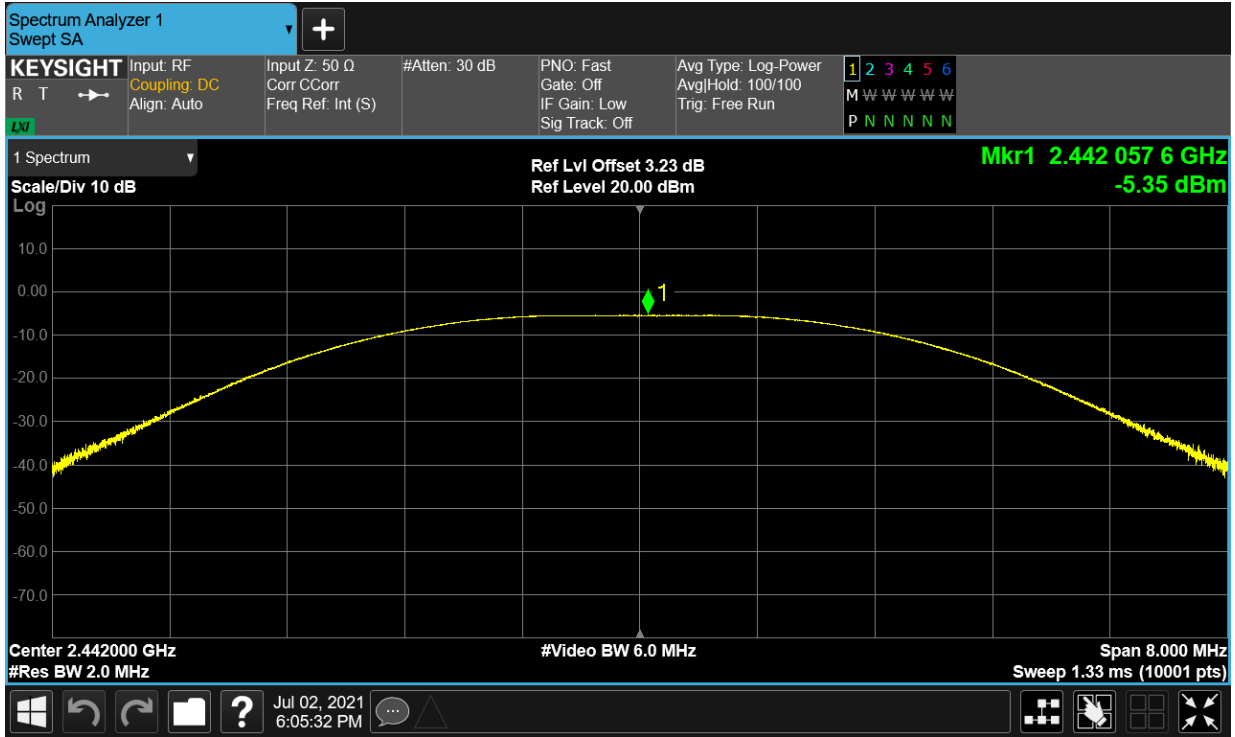 Spectrum Analyzer 1
Swept SA
+
KEYSIGHT
R T
LXI
Input: RF
Coupling: DC
Align: Auto
Input Z: 50 Ω
Corr CCorr
Freq Ref: Int (S)
#Atten: 30 dB
PNO: Fast
Gate: Off
IF Gain: Low
Sig Track: Off
Avg Type: Log-Power
Avg|Hold: 100/100
Trig: Free Run
1 2 3 4 5 6
M W W W W W
P N N N N N
1 Spectrum
Scale/Div 10 dB
Log
Ref Lvl Offset 3.23 dB
Ref Level 20.00 dBm
Mkr1 2.442 057 6 GHz
-5.35 dBm
10.0
0.00
1
-10.0
-20.0
-30.0
-40.0
-50.0
-60.0
-70.0
Center 2.442000 GHz
#Res BW 2.0 MHz
#Video BW 6.0 MHz
Span 8.000 MHz
Sweep 1.33 ms (10001 pts)
?
Jul 02, 2021
6:05:32 PM